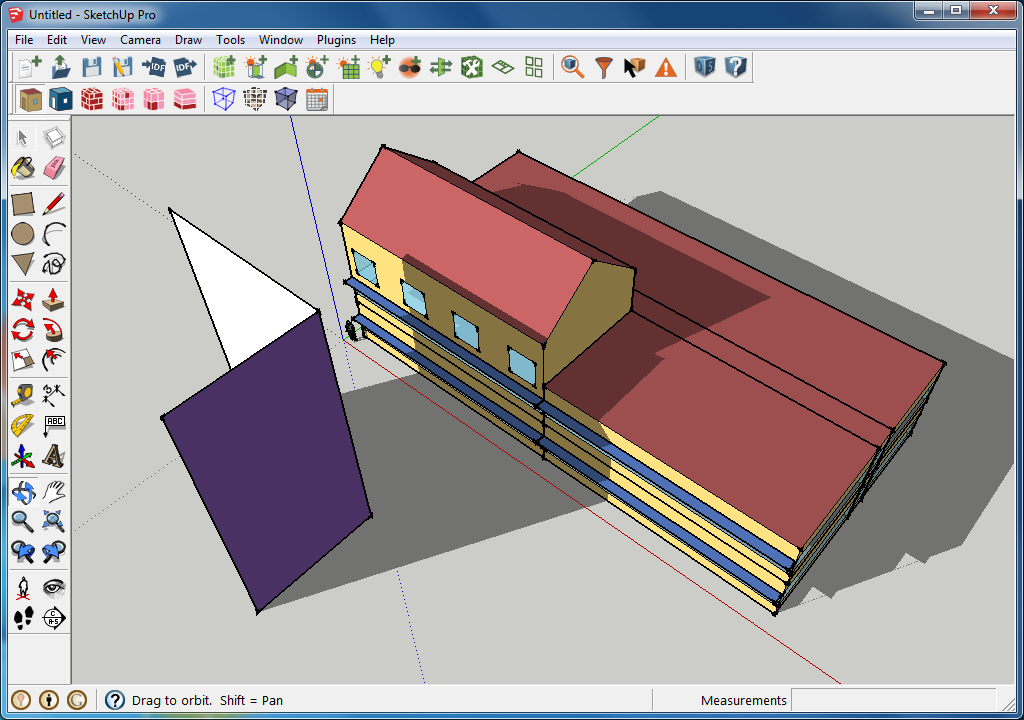 Untitled - SketchUp Pro
File Edit View Camera Draw Tools Window Plugins Help
IDF IDF
ABC
A
C
A-5
Drag to orbit. Shift = Pan
Measurements